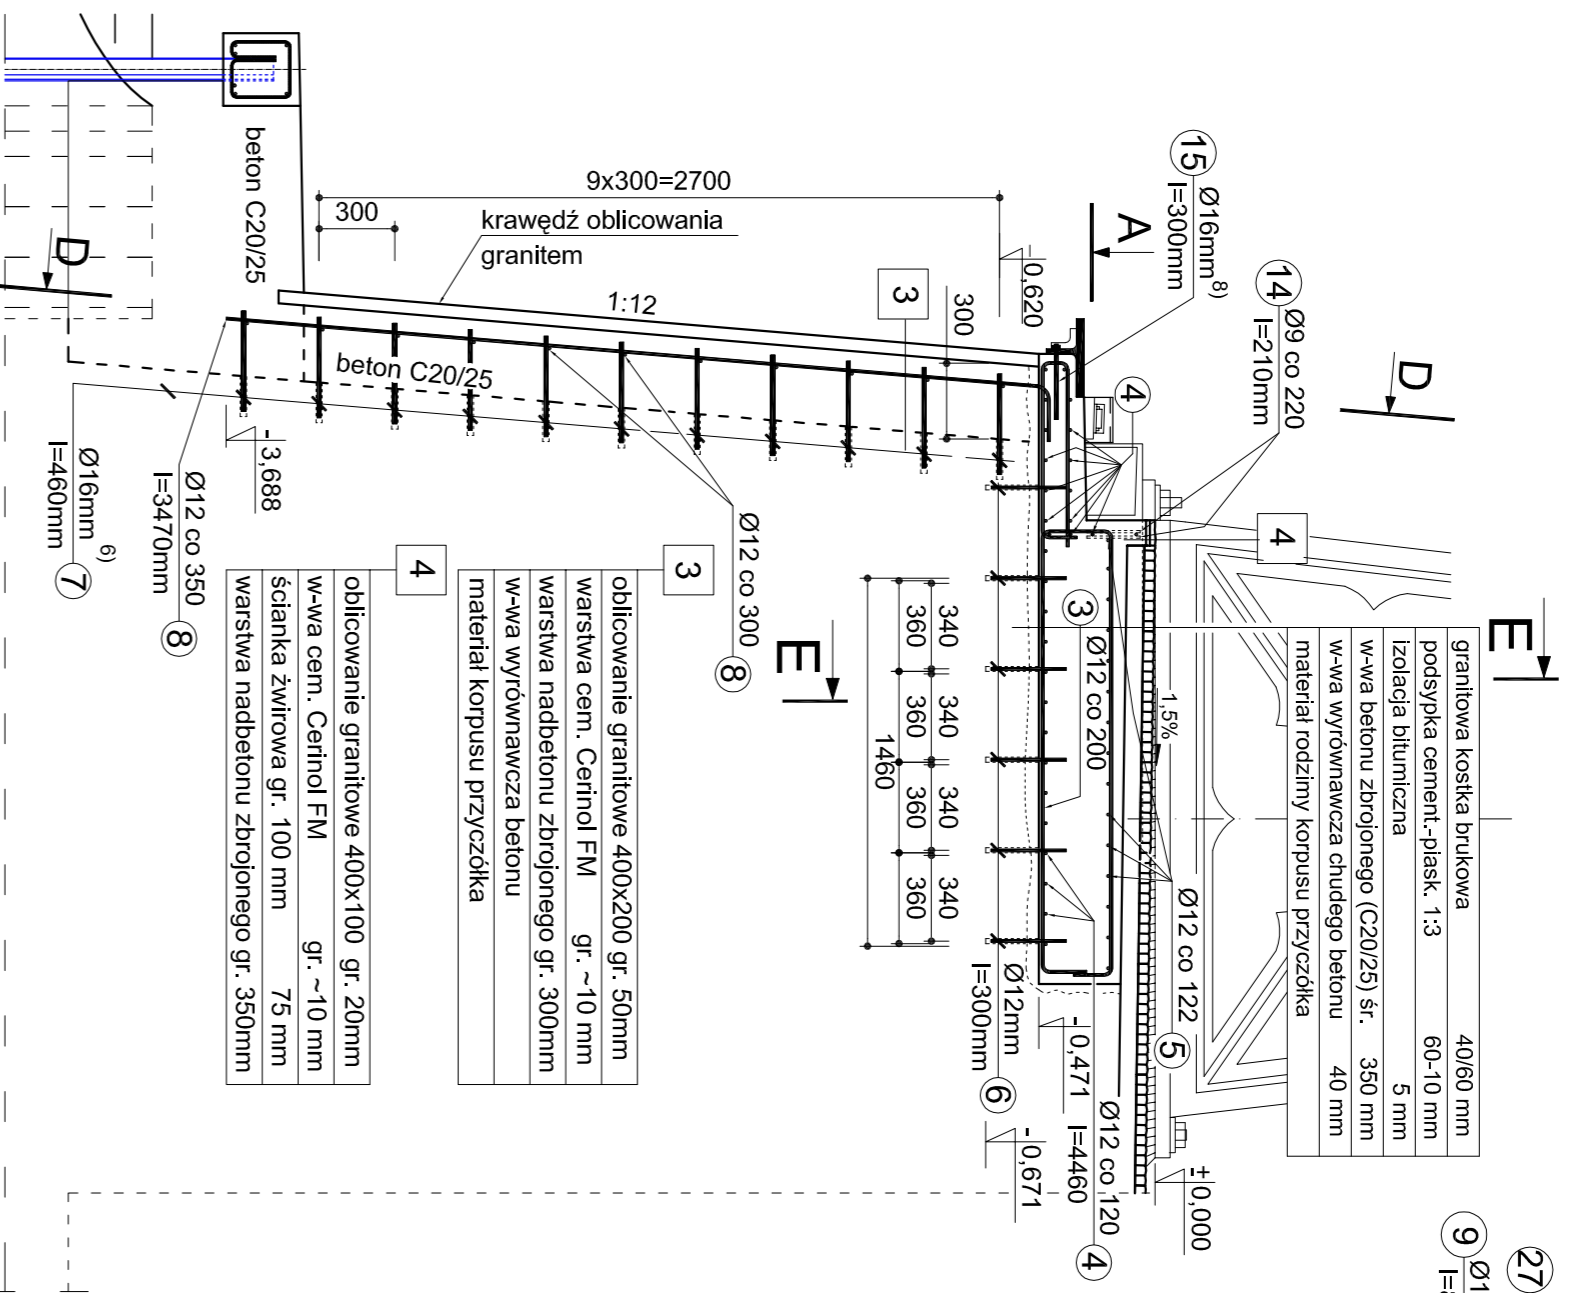 granitowa kostka brukowa 40/60 mm
podsypka cement.-piask. 1:3 60-10 mm
izolacja bitumiczna 5 mm
w-wa betonu zbrojonego (C20/25) śr. 350 mm
w-wa wyrównawcza chudego betonu 40 mm
materiał rodzimy korpusu przyczółka
27
9
E
D
A
15
Ø16mm 8)
l=300mm
14
Ø9 co 220
l=210mm
4
4
3
Ø12 co 200
1,5%
Ø12 co 122
5
±0,000
Ø12 co 120
l=4460
4
-0,471
-0,671
Ø12mm
l=300mm
6
340
340
340
340
360
360
360
360
1460
E
-0,620
300
3
9x300=2700
300
krawędź oblicowania
granitem
1:12
beton C20/25
beton C20/25
Ø12 co 300
8
3
oblicowanie granitowe 400x200 gr. 50mm
warstwa cem. Cerinol FM gr. ~10 mm
warstwa nadbetonu zbrojonego gr. 300mm
w-wa wyrównawcza betonu
materiał korpusu przyczółka
4
oblicowanie granitowe 400x100 gr. 20mm
w-wa cem. Cerinol FM gr. ~10 mm
ścianka żwirowa gr. 100 mm 75 mm
warstwa nadbetonu zbrojonego gr. 350mm
-3,688
Ø12 co 350
l=3470mm
8
Ø16mm 6)
l=460mm
7
D